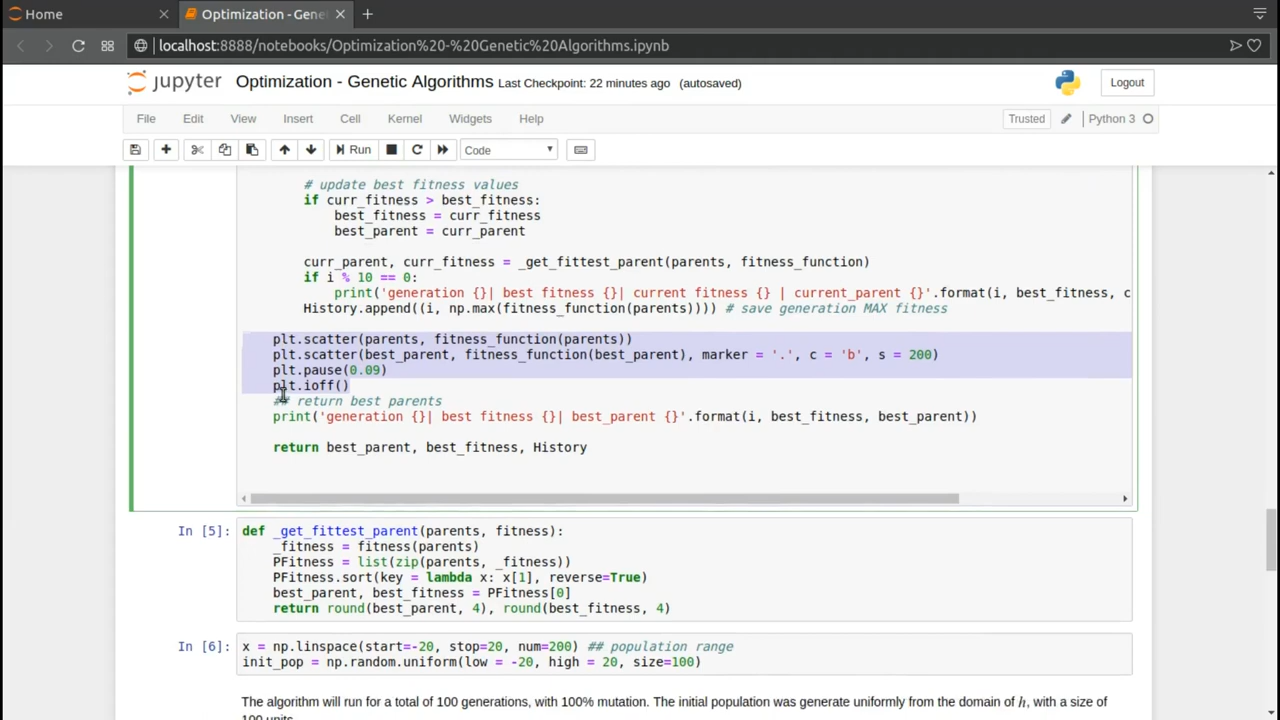 Home
Optimization - Gene
localhost:8888/notebooks/Optimization%20-%20Genetic%20Algorithms.ipynb
jupyter Optimization - Genetic Algorithms Last Checkpoint: 22 minutes ago (autosaved)
Logout
File Edit View Insert Cell Kernel Widgets Help
Trusted Python 3
Run Code
# update best fitness values
if curr_fitness > best_fitness:
best_fitness = curr_fitness
best_parent = curr_parent
curr_parent, curr_fitness = _get_fittest_parent(parents, fitness_function)
if i % 10 == 0:
print('generation {}| best fitness {}| current fitness {} | current_parent {}'.format(i, best_fitness, c
History.append((i, np.max(fitness_function(parents)))) # save generation MAX fitness
plt.scatter(parents, fitness_function(parents))
plt.scatter(best_parent, fitness_function(best_parent), marker = '.', c = 'b', s = 200)
plt.pause(0.09)
plt.ioff()
## return best parents
print('generation {}| best fitness {}| best_parent {}'.format(i, best_fitness, best_parent))
return best_parent, best_fitness, History
In [5]: def _get_fittest_parent(parents, fitness):
_fitness = fitness(parents)
PFitness = list(zip(parents, _fitness))
PFitness.sort(key = lambda x: x[1], reverse=True)
best_parent, best_fitness = PFitness[0]
return round(best_parent, 4), round(best_fitness, 4)
In [6]: x = np.linspace(start=-20, stop=20, num=200) ## population range
init_pop = np.random.uniform(low = -20, high = 20, size=100)
The algorithm will run for a total of 100 generations, with 100% mutation. The initial population was generate uniformly from the domain of h, with a size of
100 units.